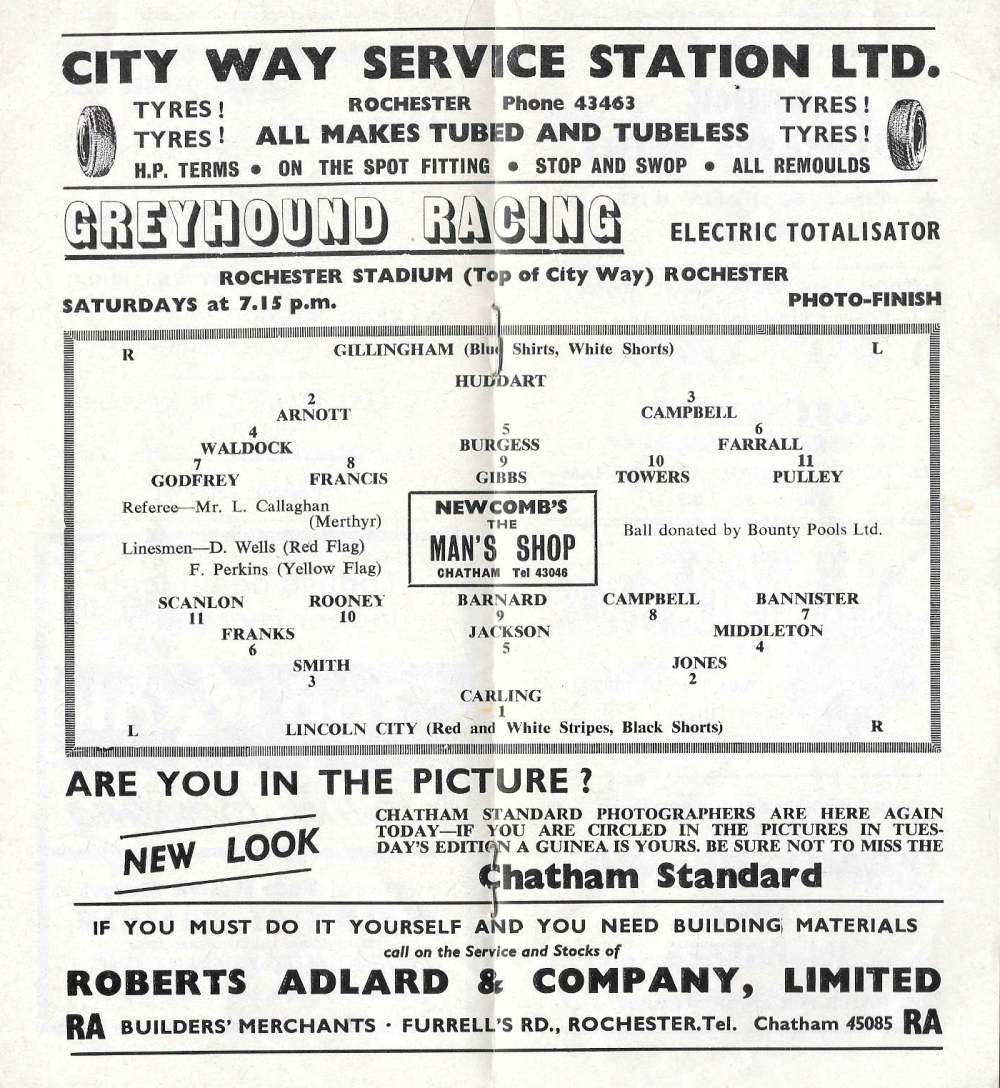 CITY WAY SERVICE STATION LTD.
TYRES! ROCHESTER Phone 43463 TYRES!
TYRES! ALL MAKES TUBED AND TUBELESS TYRES!
H.P. TERMS • ON THE SPOT FITTING • STOP AND SWOP • ALL REMOULDS
GREYHOUND RACING ELECTRIC TOTALISATOR
ROCHESTER STADIUM (Top of City Way) ROCHESTER
SATURDAYS at 7.15 p.m. PHOTO-FINISH
R GILLINGHAM (Blue Shirts, White Shorts) L
HUDDART
2 3
ARNOTT CAMPBELL
4 5 6
WALDOCK BURGESS FARRALL
7 8 9 10 11
GODFREY FRANCIS GIBBS TOWERS PULLEY
Referee—Mr. L. Callaghan
(Merthyr)
Linesmen—D. Wells (Red Flag)
F. Perkins (Yellow Flag)
NEWCOMB'S
THE
MAN'S SHOP
CHATHAM Tel 43046
Ball donated by Bounty Pools Ltd.
SCANLON ROONEY BARNARD CAMPBELL BANNISTER
11 10 9 8 7
FRANKS JACKSON MIDDLETON
6 5 4
SMITH JONES
3 2
CARLING
1
L LINCOLN CITY (Red and White Stripes, Black Shorts) R
ARE YOU IN THE PICTURE?
NEW LOOK
CHATHAM STANDARD PHOTOGRAPHERS ARE HERE AGAIN
TODAY—IF YOU ARE CIRCLED IN THE PICTURES IN TUES-
DAY'S EDITION A GUINEA IS YOURS. BE SURE NOT TO MISS THE
Chatham Standard
IF YOU MUST DO IT YOURSELF AND YOU NEED BUILDING MATERIALS
call on the Service and Stocks of
ROBERTS ADLARD & COMPANY, LIMITED
RA BUILDERS' MERCHANTS · FURRELL'S RD., ROCHESTER.Tel. Chatham 45085 RA